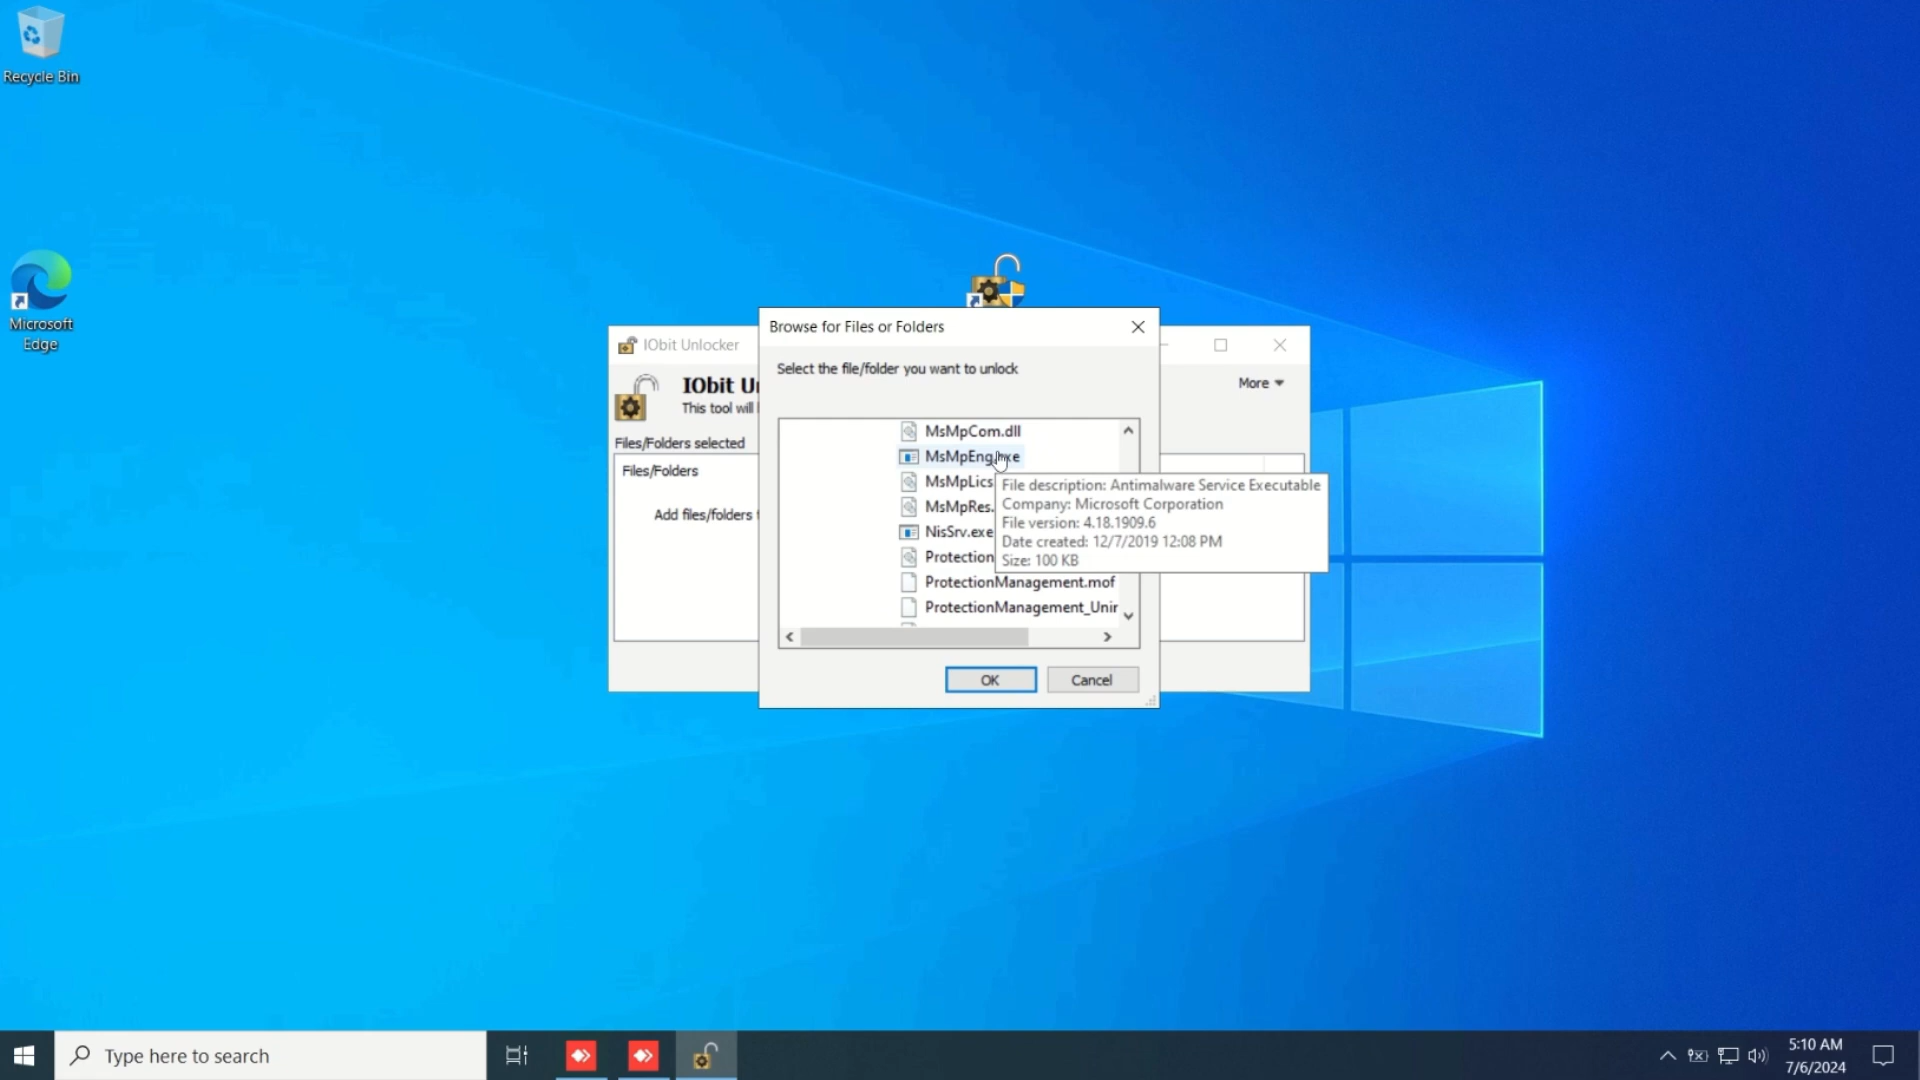 Recycle Bin
Microsoft
Edge
IObit Unlocker
More
This tool will
Files/Folders selected
Files/Folders
Add files/folders
Browse for Files or Folders
Select the file/folder you want to unlock
MsMpCom.dll
MsMpEng.exe
MsMpLics
MsMpRes.
NisSrv.exe
Protection
ProtectionManagement.mof
ProtectionManagement_Unir
File description: Antimalware Service Executable
Company: Microsoft Corporation
File version: 4.18.1909.6
Date created: 12/7/2019 12:08 PM
Size: 100 KB
OK
Cancel
Type here to search
5:10 AM
7/6/2024